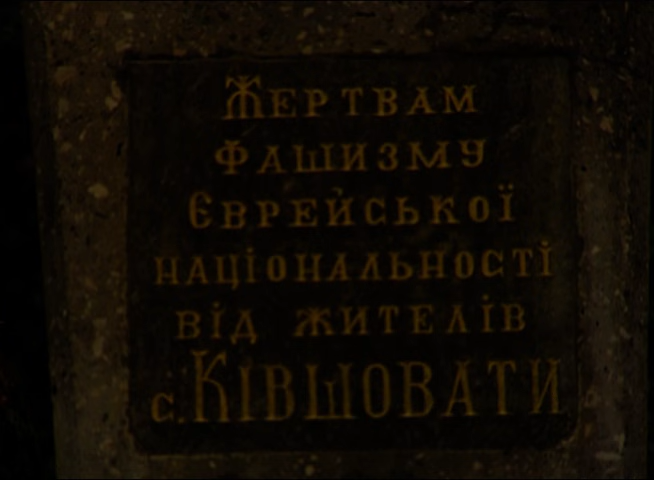 Жертвам
фашизму
єврейської
національності
від жителів
с. Ківшовати